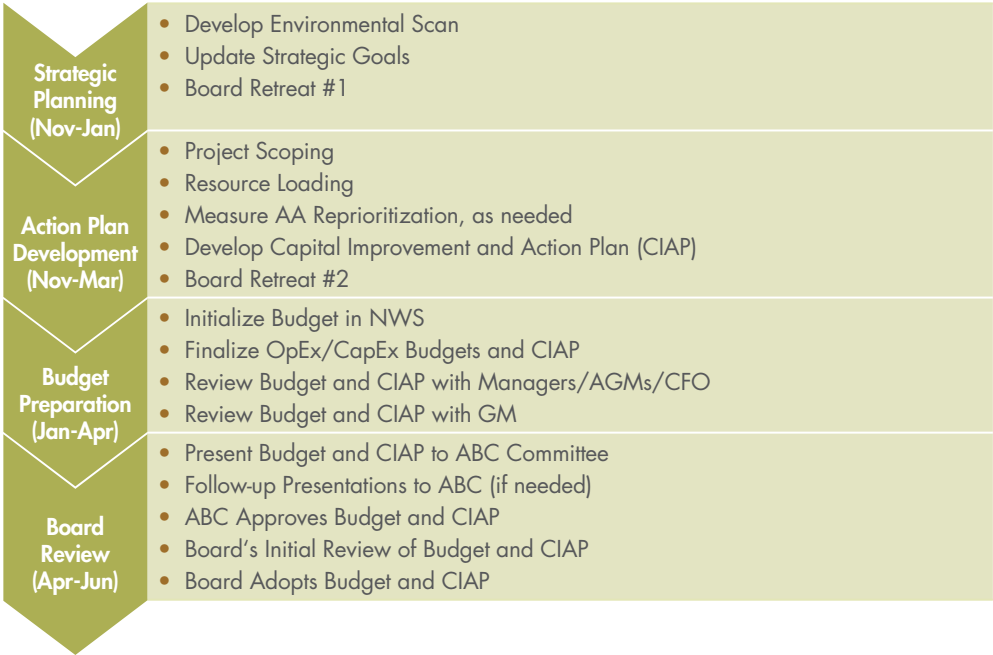 Strategic
Planning
(Nov-Jan)
• Develop Environmental Scan
• Update Strategic Goals
• Board Retreat #1
Action Plan
Development
(Nov-Mar)
• Project Scoping
• Resource Loading
• Measure AA Reprioritization, as needed
• Develop Capital Improvement and Action Plan (CIAP)
• Board Retreat #2
Budget
Preparation
(Jan-Apr)
• Initialize Budget in NWS
• Finalize OpEx/CapEx Budgets and CIAP
• Review Budget and CIAP with Managers/AGMs/CFO
• Review Budget and CIAP with GM
Board
Review
(Apr-Jun)
• Present Budget and CIAP to ABC Committee
• Follow-up Presentations to ABC (if needed)
• ABC Approves Budget and CIAP
• Board's Initial Review of Budget and CIAP
• Board Adopts Budget and CIAP